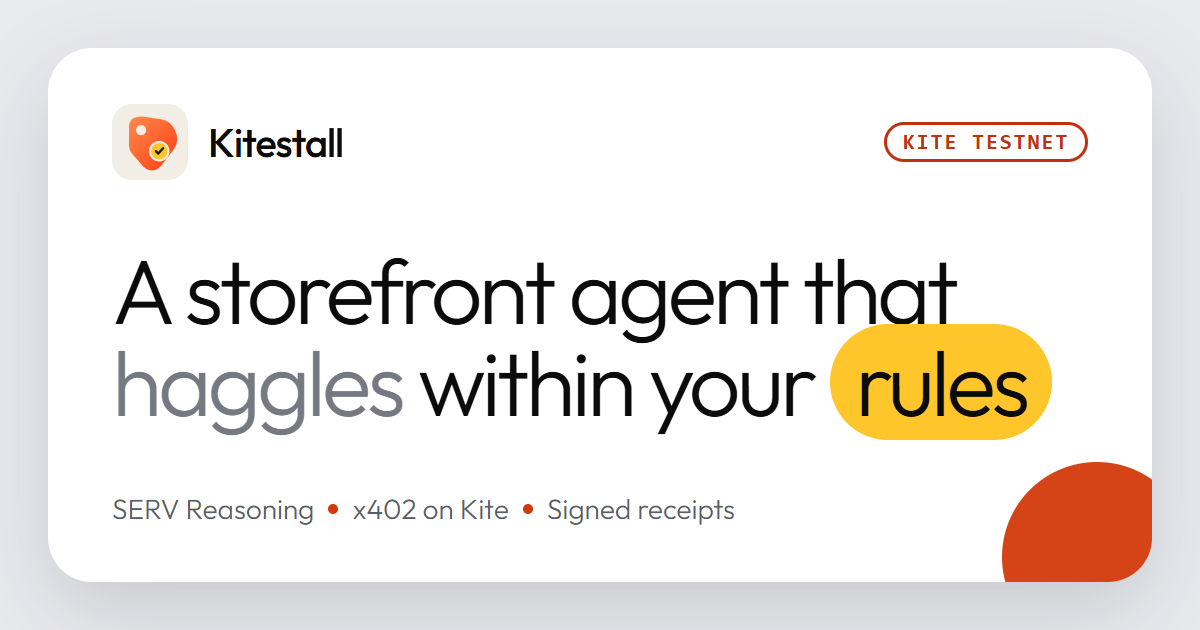 Kitestall
KITE TESTNET
A storefront agent that
haggles within your rules
SERV Reasoning • x402 on Kite • Signed receipts